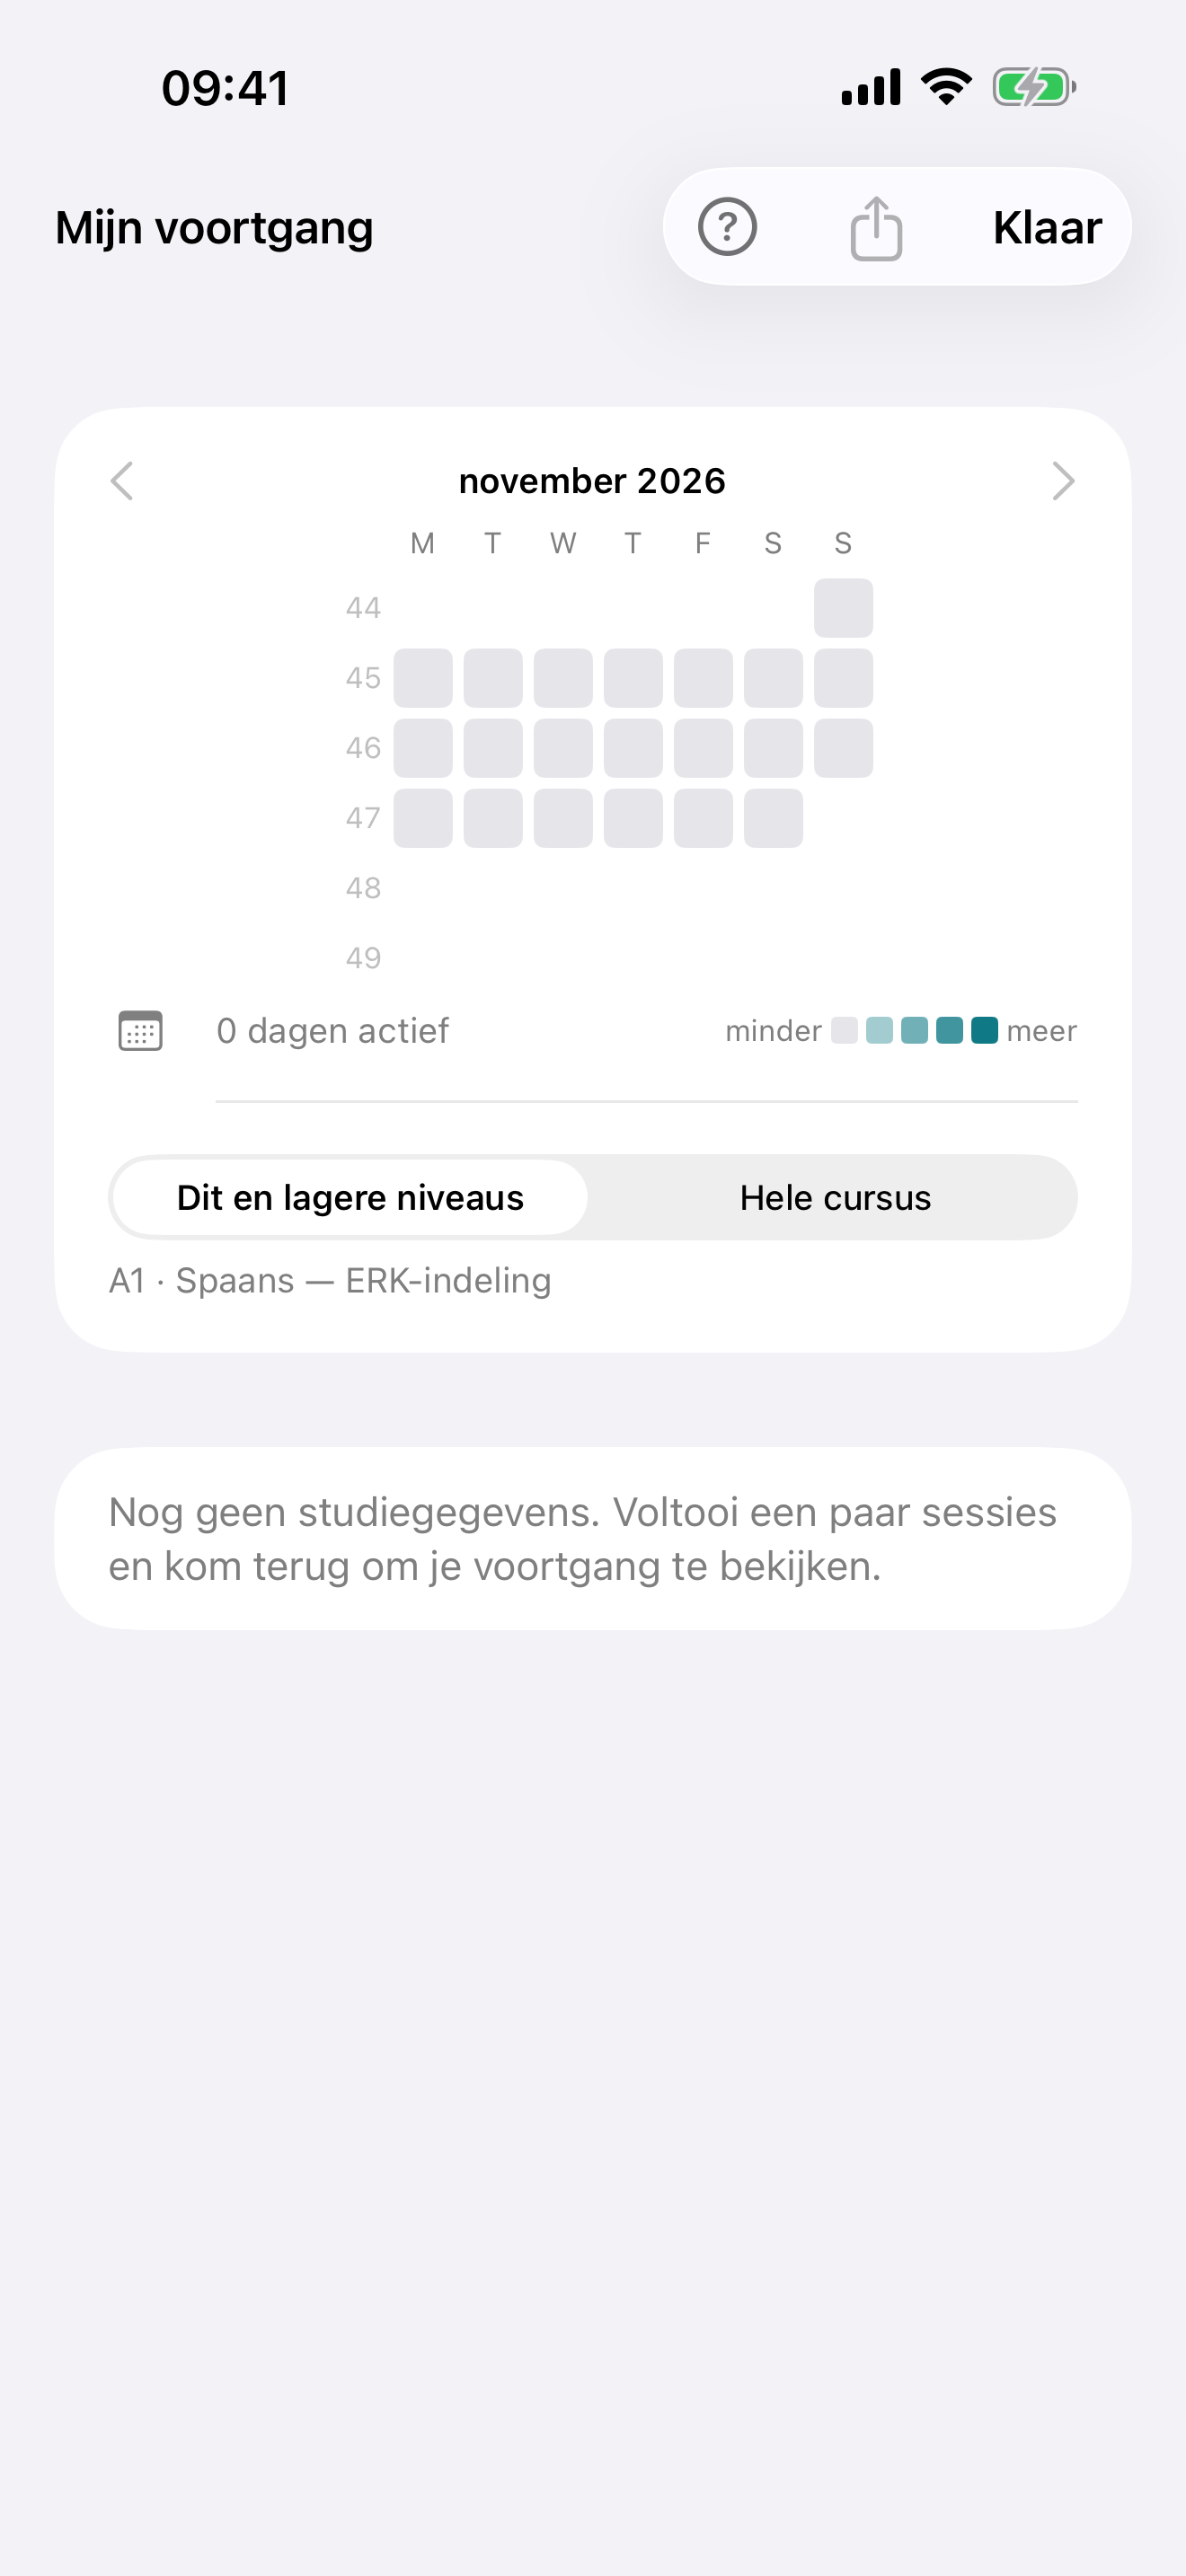 09:41
Mijn voortgang
? Klaar
november 2026
M T W T F S S
44
45
46
47
48
49
0 dagen actief minder meer
Dit en lagere niveaus Hele cursus
A1 · Spaans — ERK-indeling
Nog geen studiegegevens. Voltooi een paar sessies
en kom terug om je voortgang te bekijken.